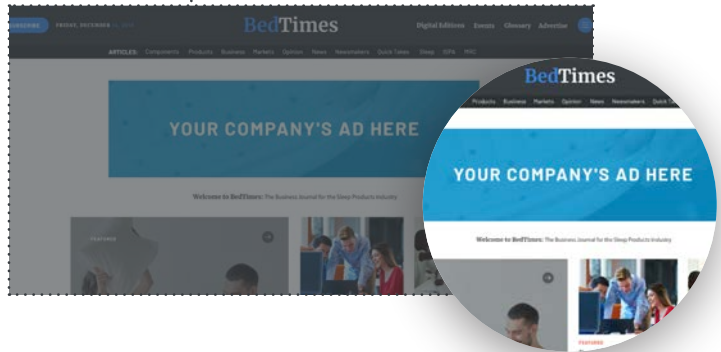 SUBSCRIBE FRIDAY, DECEMBER BedTimes Digital Editions Events Glossary Advertise
ARTICLES: Components Products Business Markets Opinion News Newsmakers Quick Takes Sleep ISPA MRC
YOUR COMPANY'S AD HERE
Welcome to BedTimes: The Business Journal for the Sleep Products Industry
FEATURED
BedTimes
Products Business Markets Opinion News Newsmakers Quick
YOUR COMPANY'S AD HERE
Welcome to BedTimes: The Business Journal for the Sleep Products Industry
FEATURED